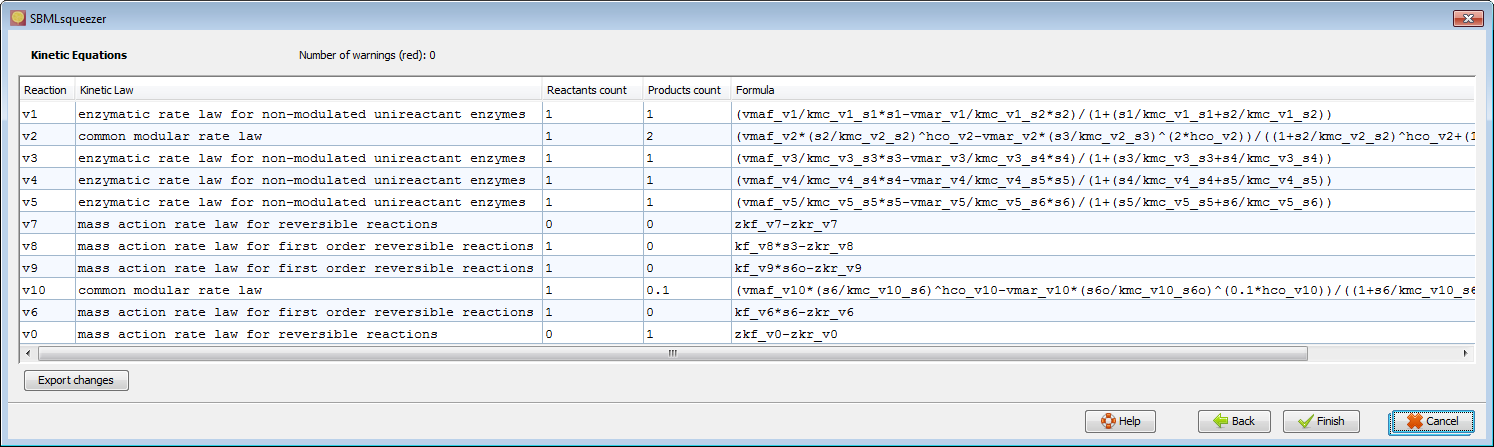 SBMLsqueezer
Kinetic Equations Number of warnings (red): 0
Reaction Kinetic Law Reactants count Products count Formula
v1 enzymatic rate law for non-modulated unireactant enzymes 1 1 (vmaf_v1/kmc_v1_s1*s1-vmar_v1/kmc_v1_s2*s2)/(1+(s1/kmc_v1_s1+s2/kmc_v1_s2))
v2 common modular rate law 1 2 (vmaf_v2*(s2/kmc_v2_s2)^hco_v2-vmar_v2*(s3/kmc_v2_s3)^(2*hco_v2))/((1+s2/kmc_v2_s2)^hco_v2+(1
v3 enzymatic rate law for non-modulated unireactant enzymes 1 1 (vmaf_v3/kmc_v3_s3*s3-vmar_v3/kmc_v3_s4*s4)/(1+(s3/kmc_v3_s3+s4/kmc_v3_s4))
v4 enzymatic rate law for non-modulated unireactant enzymes 1 1 (vmaf_v4/kmc_v4_s4*s4-vmar_v4/kmc_v4_s5*s5)/(1+(s4/kmc_v4_s4+s5/kmc_v4_s5))
v5 enzymatic rate law for non-modulated unireactant enzymes 1 1 (vmaf_v5/kmc_v5_s5*s5-vmar_v5/kmc_v5_s6*s6)/(1+(s5/kmc_v5_s5+s6/kmc_v5_s6))
v7 mass action rate law for reversible reactions 0 0 zkf_v7-zkr_v7
v8 mass action rate law for first order reversible reactions 1 0 kf_v8*s3-zkr_v8
v9 mass action rate law for first order reversible reactions 1 0 kf_v9*s6o-zkr_v9
v10 common modular rate law 1 0.1 (vmaf_v10*(s6/kmc_v10_s6)^hco_v10-vmar_v10*(s6o/kmc_v10_s6o)^(0.1*hco_v10))/((1+s6/kmc_v10_s6
v6 mass action rate law for first order reversible reactions 1 0 kf_v6*s6-zkr_v6
v0 mass action rate law for reversible reactions 0 1 zkf_v0-zkr_v0
Export changes
Help Back Finish Cancel